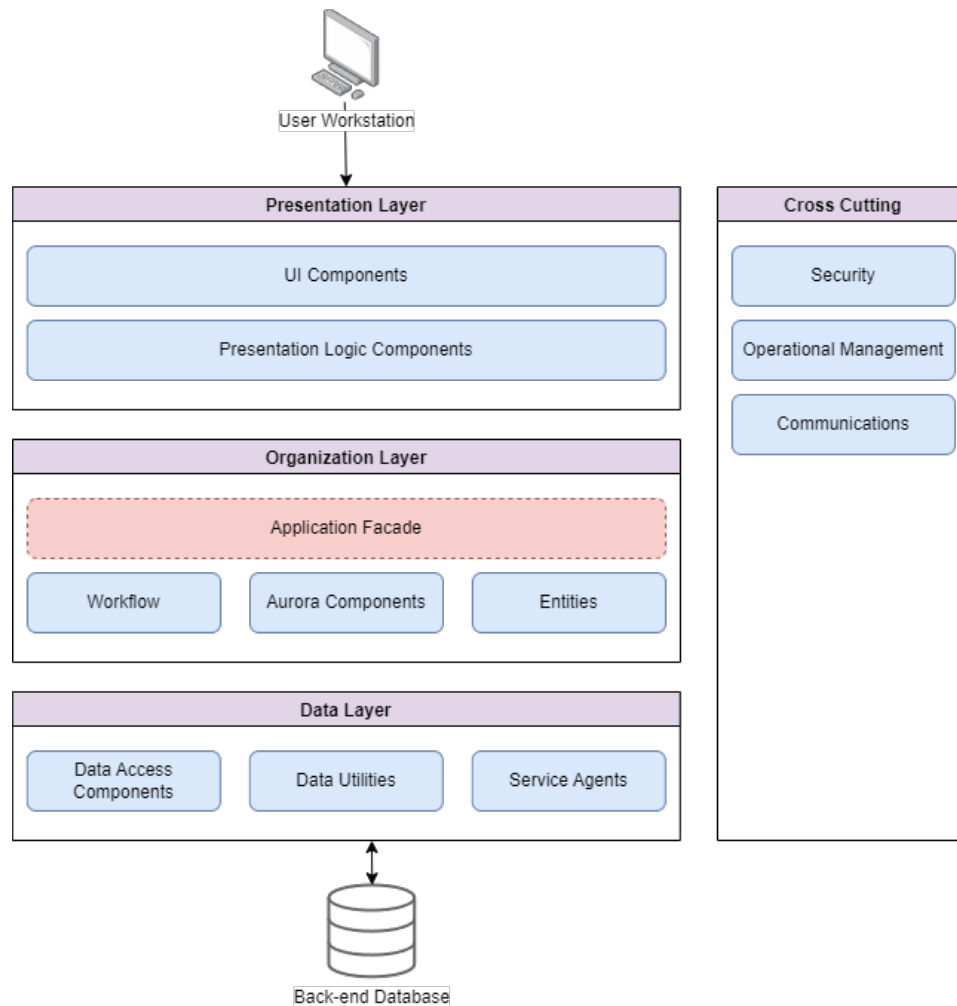 User Workstation
Presentation Layer
UI Components
Presentation Logic Components
Organization Layer
Application Facade
Workflow
Aurora Components
Entities
Data Layer
Data Access
Components
Data Utilities
Service Agents
Back-end Database
Cross Cutting
Security
Operational Management
Communications